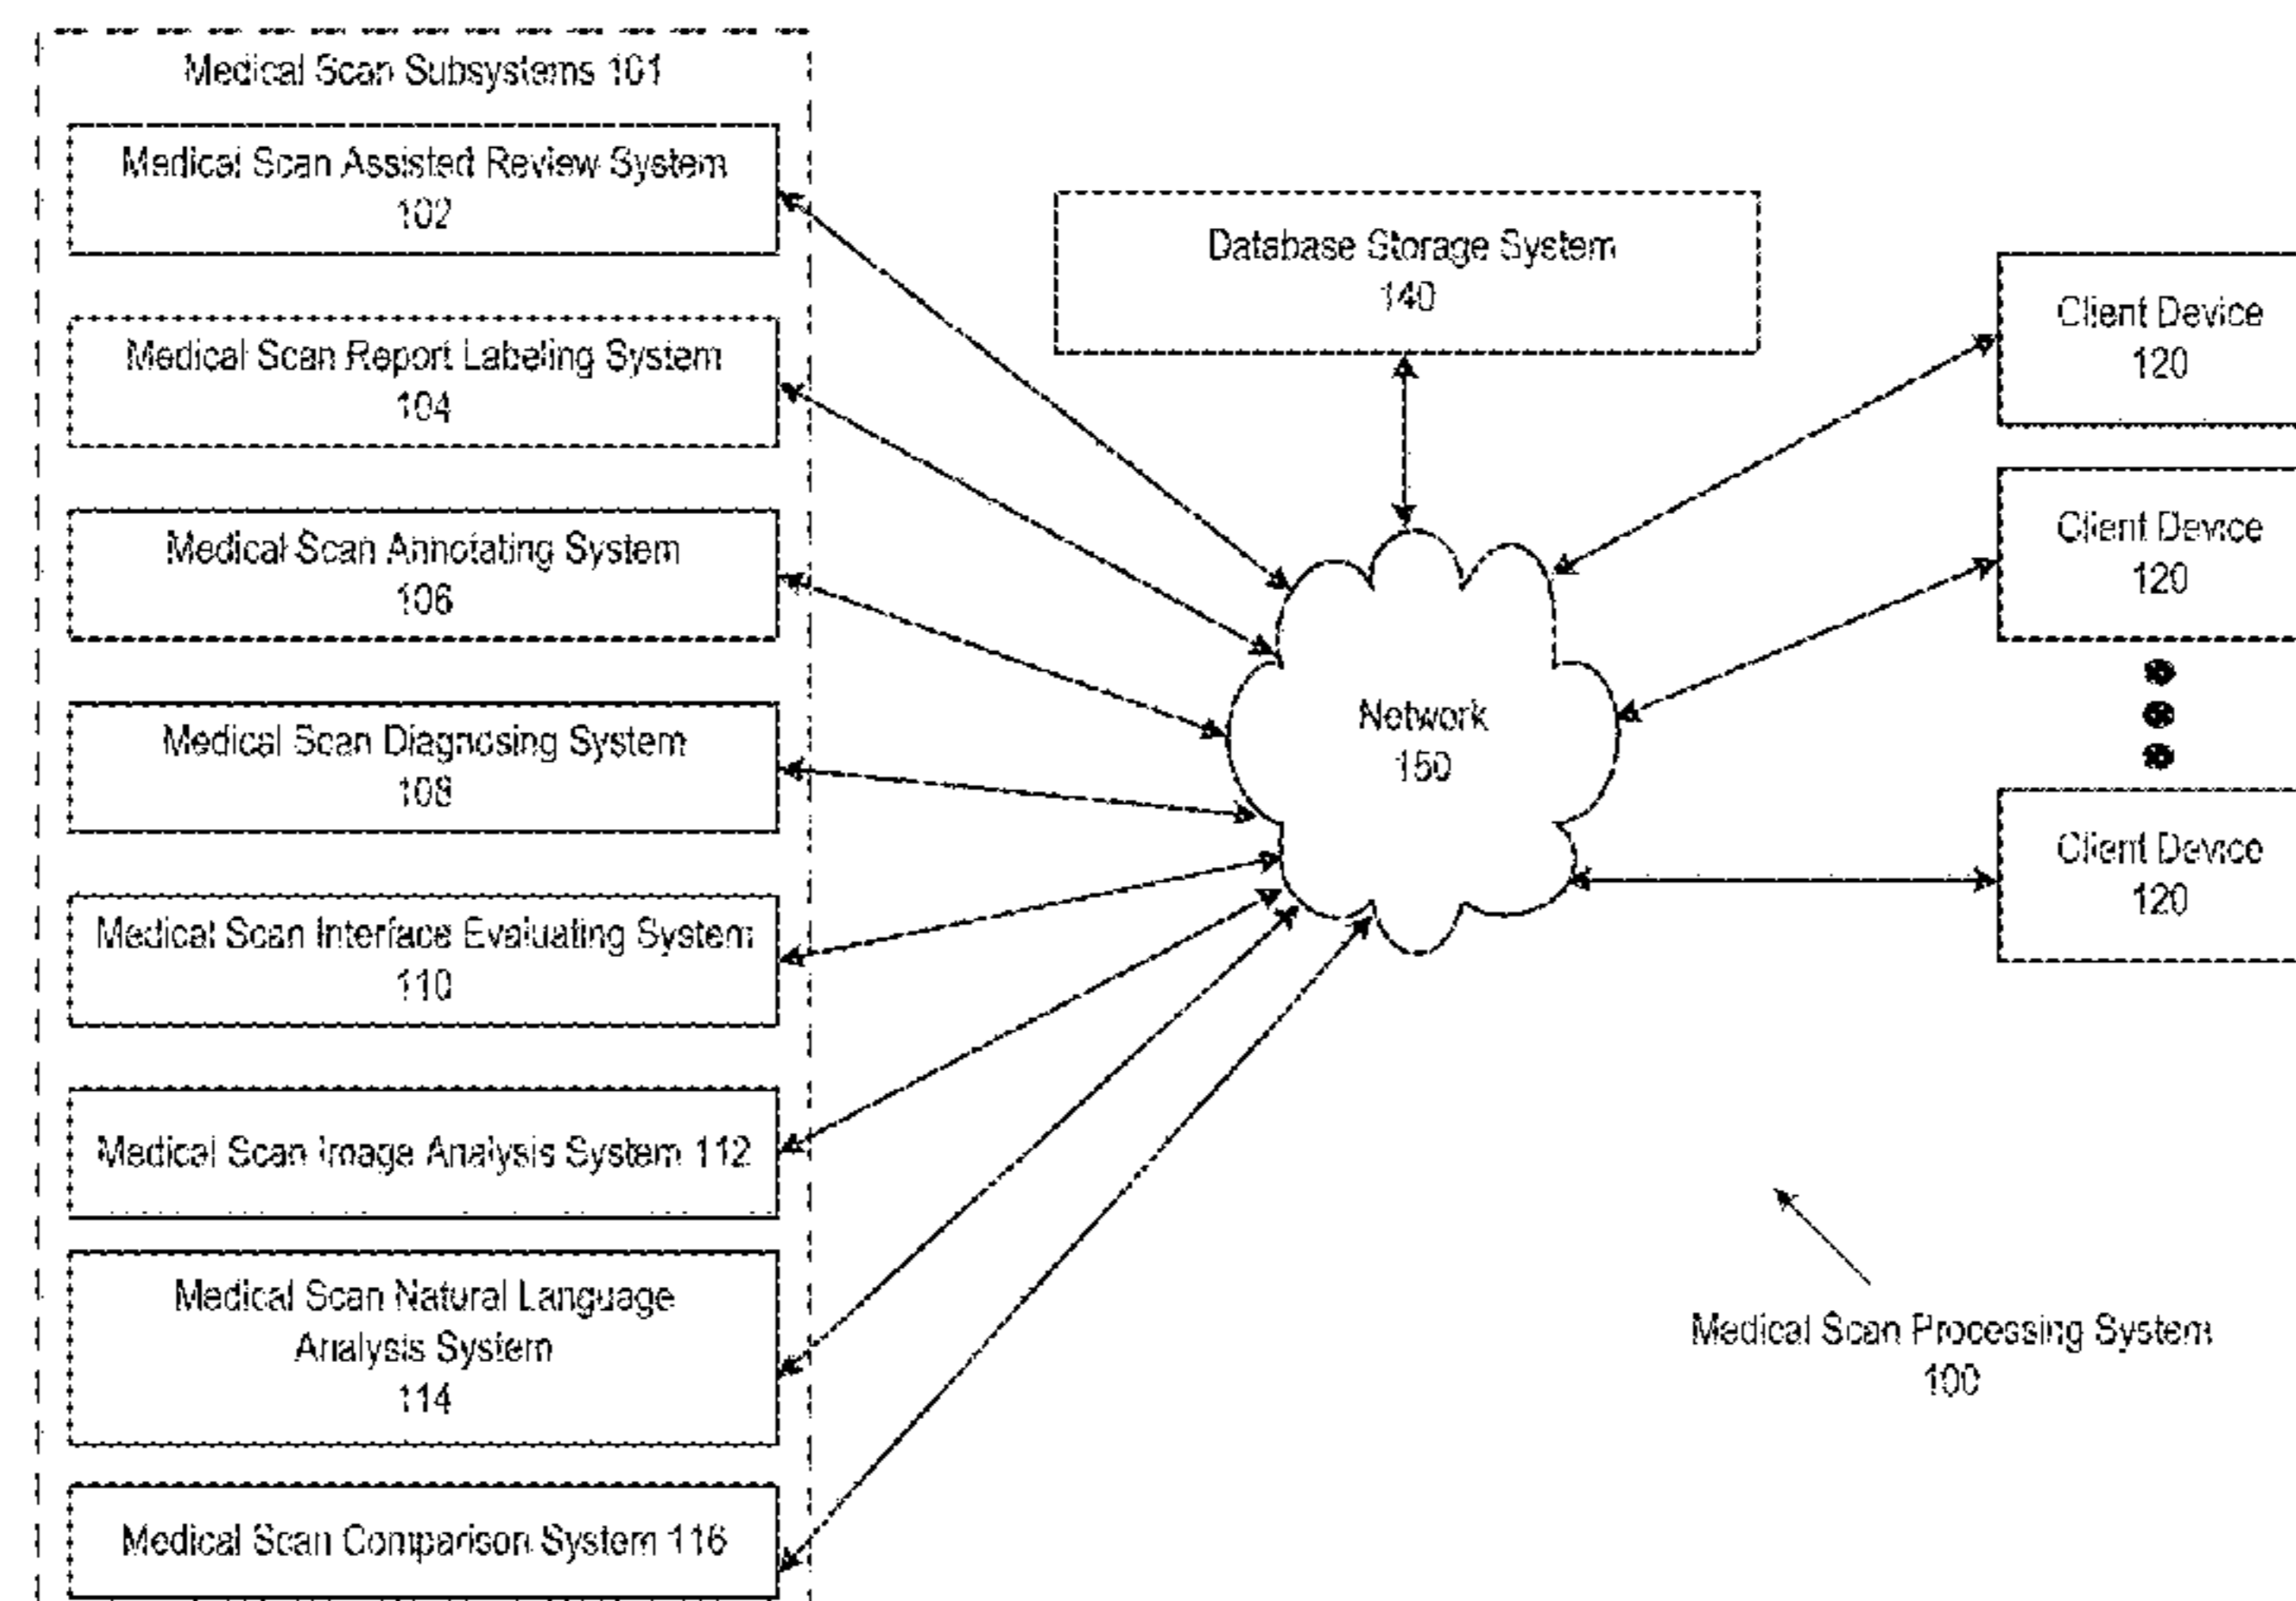 Medical Scan Subsystems 101
Medical Scan Assisted Review System
102
Medical Scan Report Labeling System
104
Medical Scan Annotating System
106
Medical Scan Diagnosing System
108
Medical Scan Interface Evaluating System
110
Medical Scan Image Analysis System 112
Medical Scan Natural Language
Analysis System
114
Medical Scan Comparison System 116
Database Storage System
140
Network
150
Client Device
120
Client Device
120
Client Device
120
Medical Scan Processing System
100